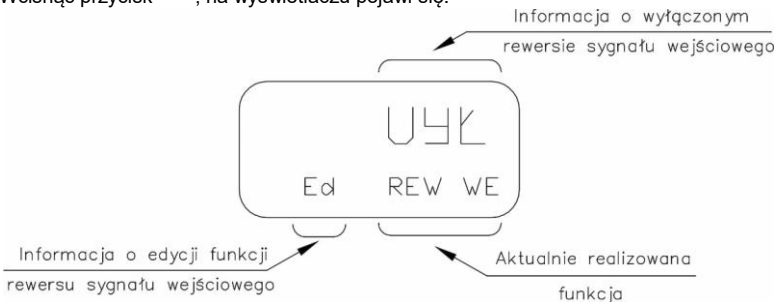 Wcisnąć przycisk , na wyświetlaczu pojawi się:
Informacja o wyłączonym
rewersie sygnału wejściowego
UYŁ
Ed REW WE
Informacja o edycji funkcji
rewersu sygnału wejściowego
Aktualnie realizowana
funkcja